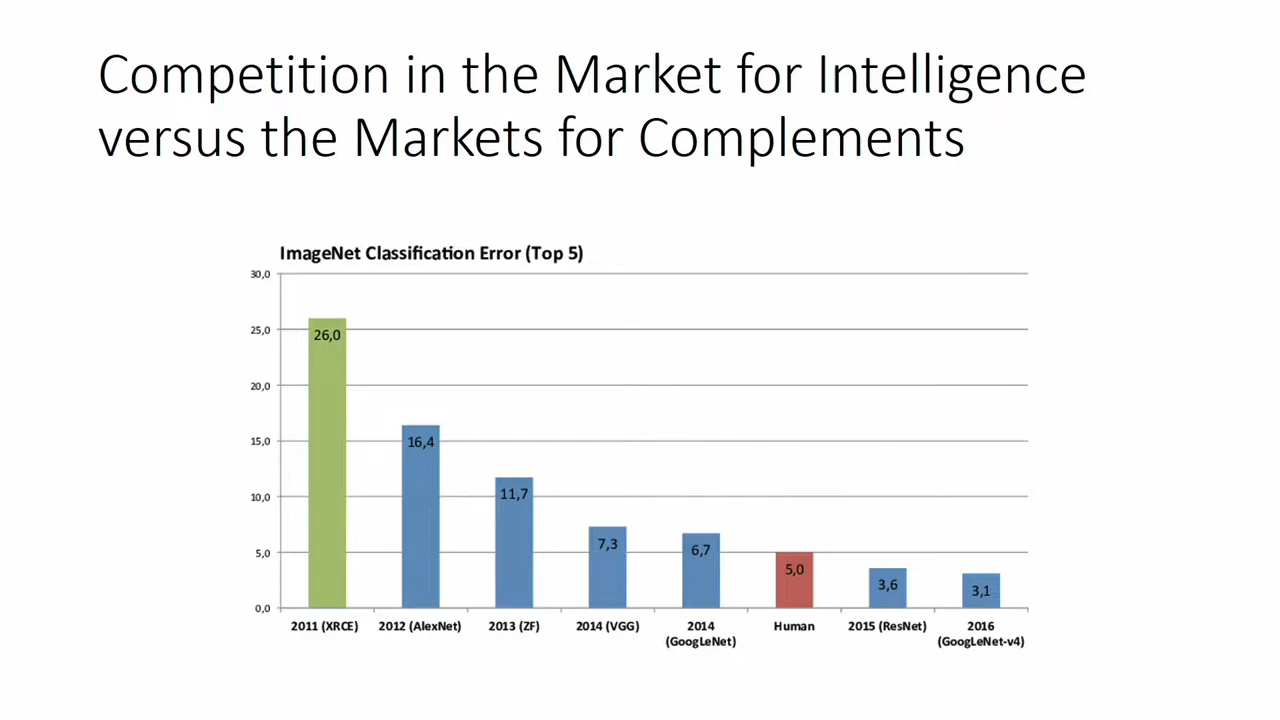 Competition in the Market for Intelligence
versus the Markets for Complements
ImageNet Classification Error (Top 5)
30,0
25,0
20,0
15,0
10,0
5,0
0,0
26,0
16,4
11,7
7,3
6,7
5,0
3,6
3,1
2011 (XRCE)
2012 (AlexNet)
2013 (ZF)
2014 (VGG)
2014
(GoogLeNet)
Human
2015 (ResNet)
2016
(GoogLeNet-v4)